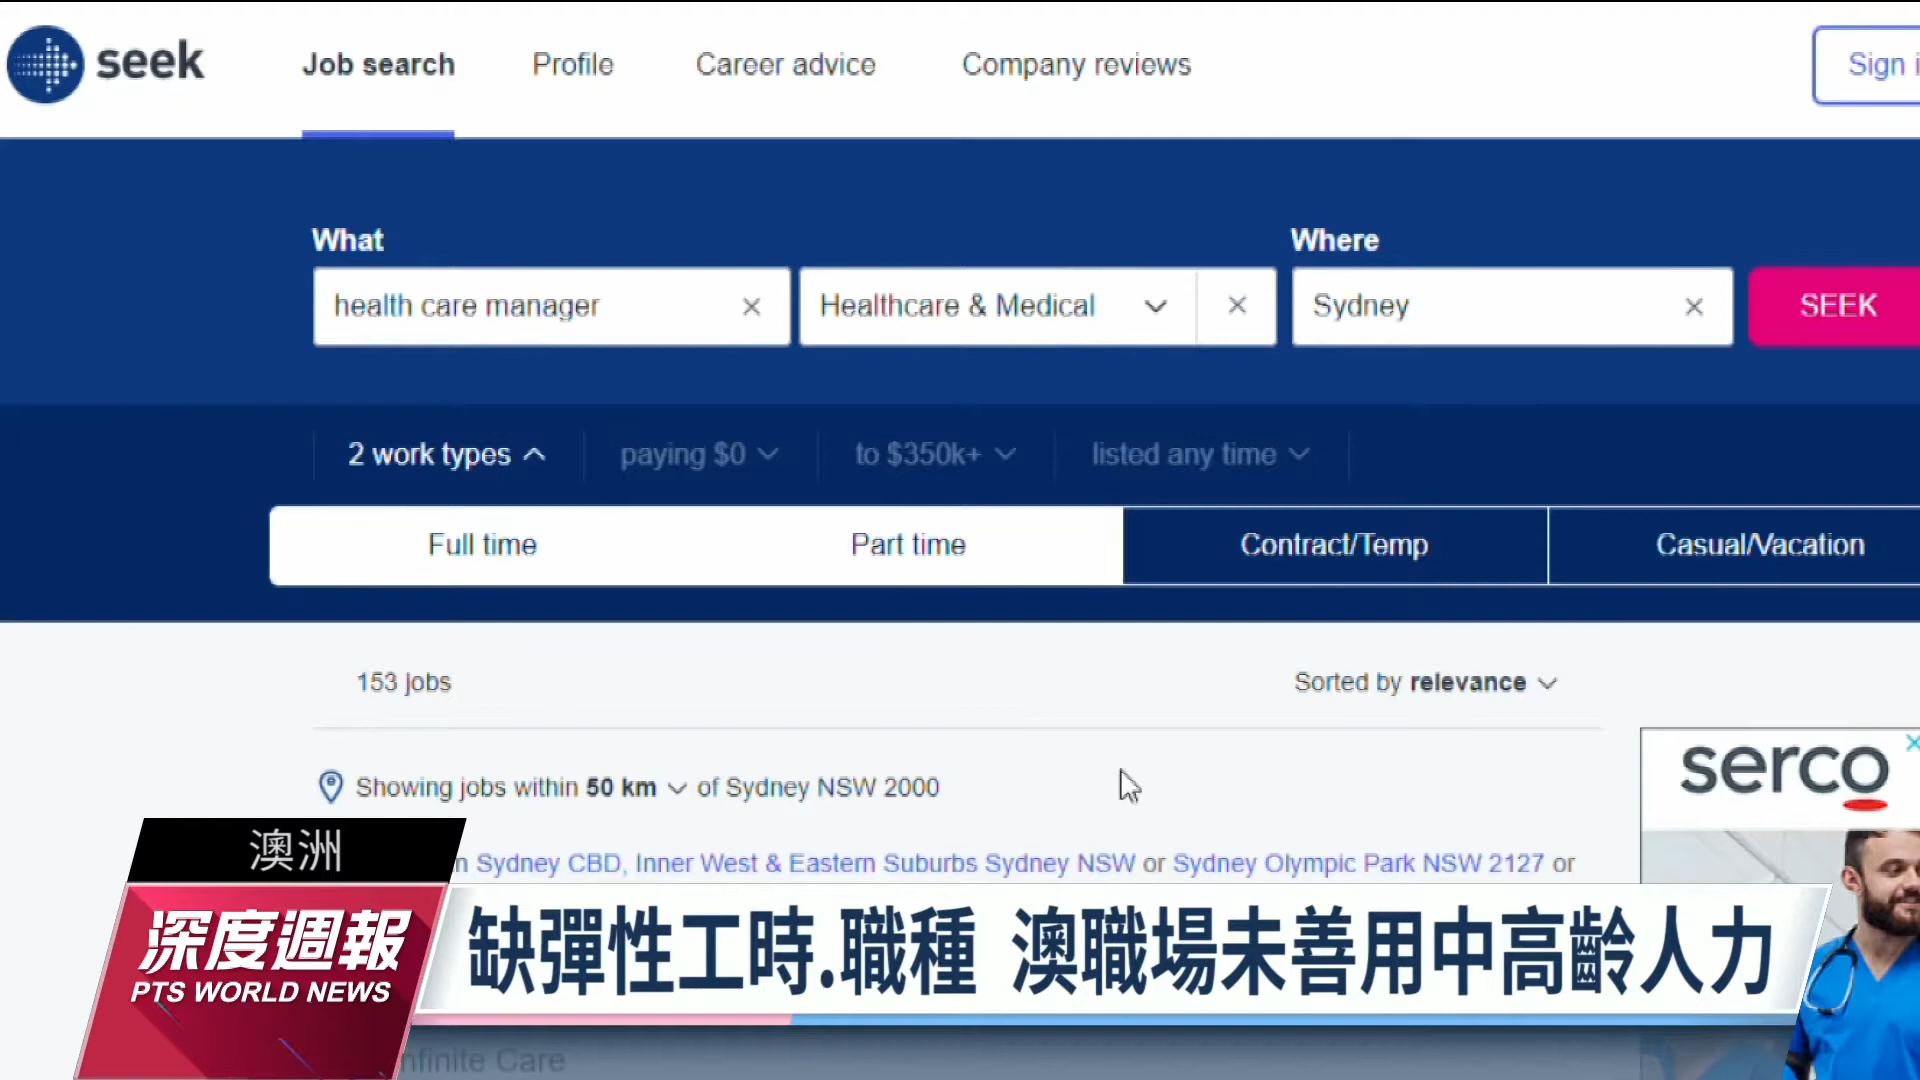 seek Job search Profile Career advice Company reviews Sign i
What Where
health care manager Healthcare & Medical Sydney SEEK
2 work types paying $0 to $350k+ listed any time
Full time Part time Contract/Temp Casual/Vacation
153 jobs Sorted by relevance
Showing jobs within 50 km of Sydney NSW 2000
serco
澳洲
n Sydney CBD, Inner West & Eastern Suburbs Sydney NSW or Sydney Olympic Park NSW 2127 or
深度週報
PTS WORLD NEWS
缺彈性工時.職種 澳職場未善用中高齡人力
nfinite Care